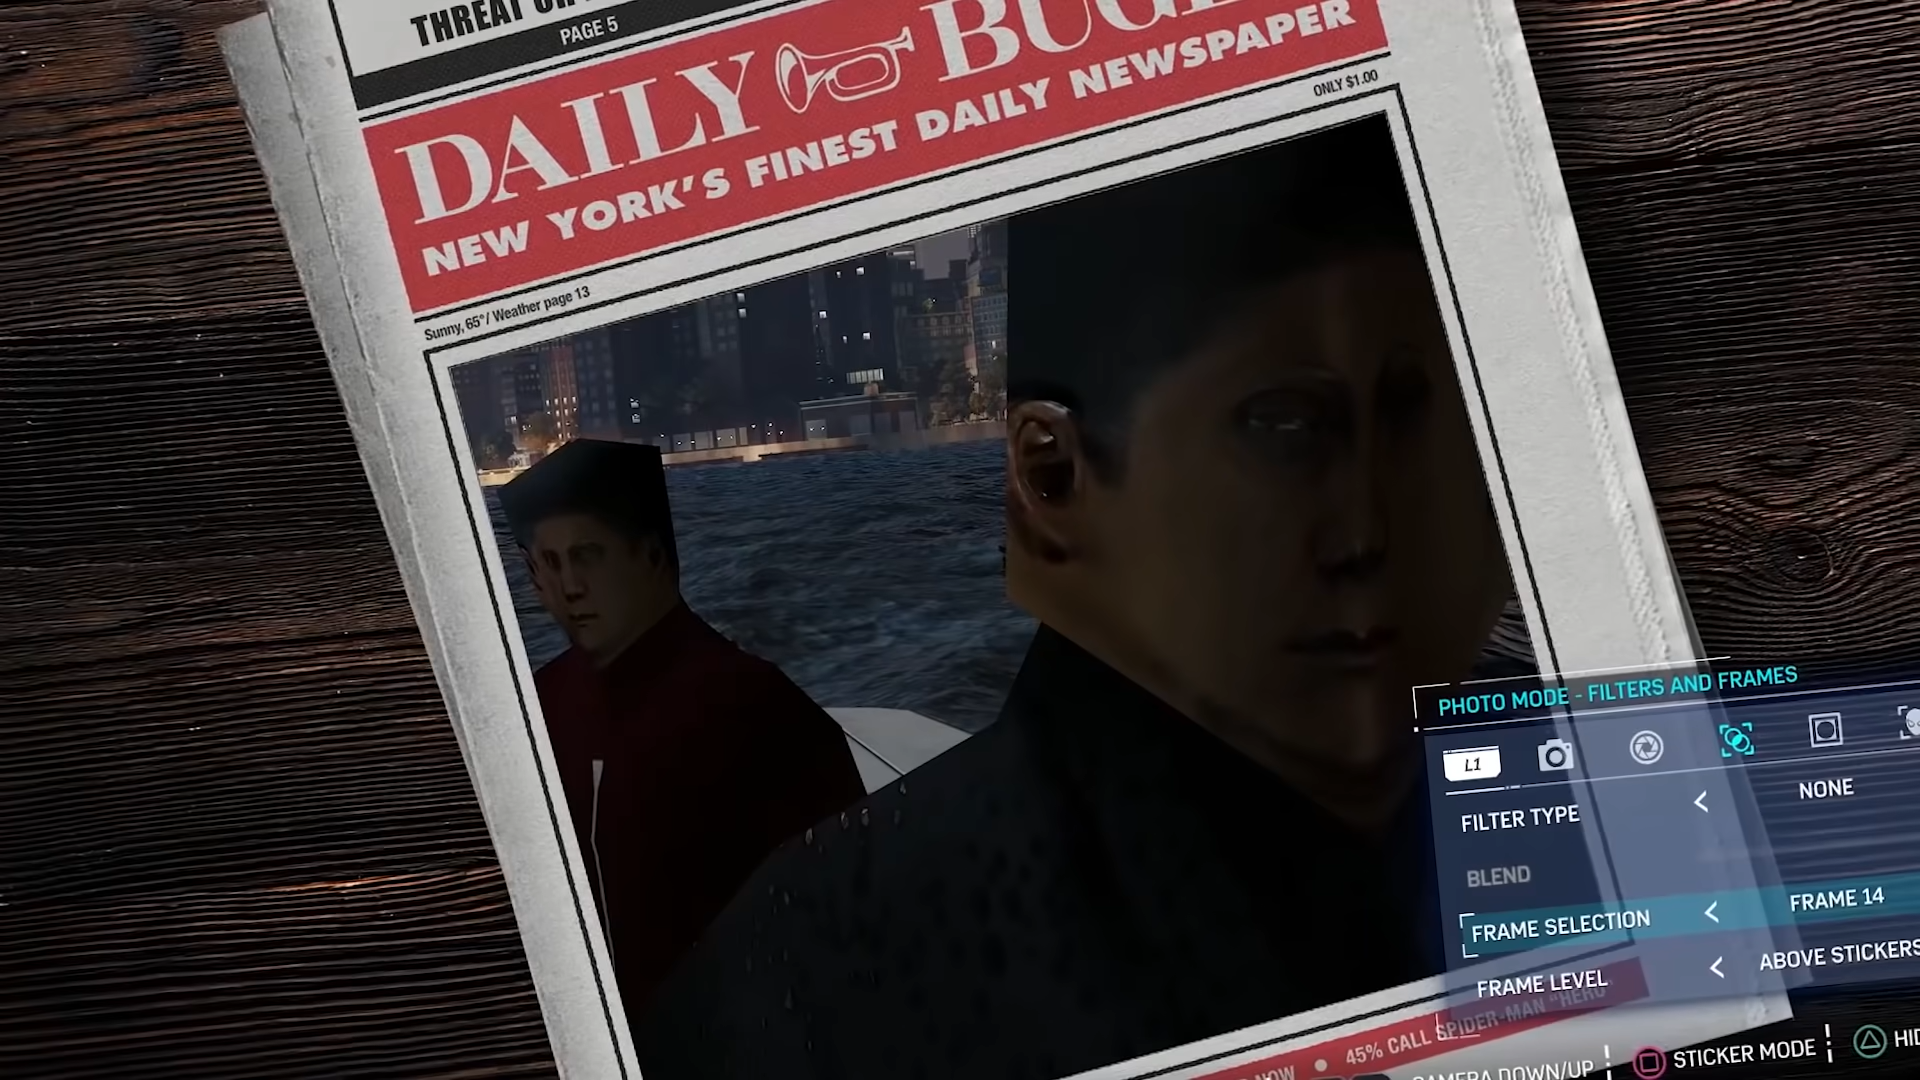 THREAT OR
PAGE 5
DAILY
NEW YORK'S FINEST DAILY NEWSPAPER
Sunny, 65°/ Weather page 13
ONLY $1.00
PHOTO MODE - FILTERS AND FRAMES
L1
FILTER TYPE < NONE
BLEND
FRAME SELECTION < FRAME 14
FRAME LEVEL < ABOVE STICKERS
NOW • 45% CALL SPIDER-MAN "HERO"
CAMERA DOWN/UP
STICKER MODE